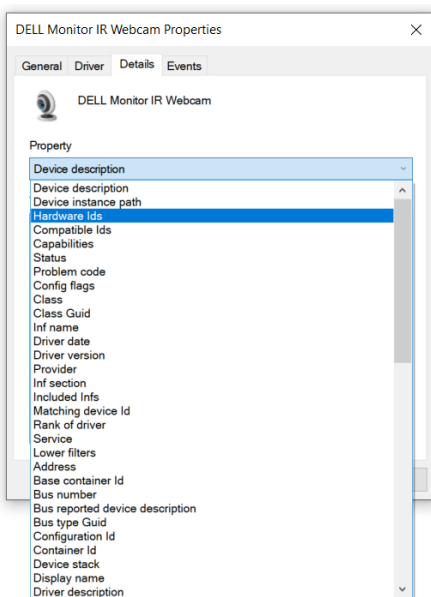 DELL Monitor IR Webcam Properties
General Driver Details Events
DELL Monitor IR Webcam
Property
Device description
Device description
Device instance path
Hardware Ids
Compatible Ids
Capabilities
Status
Problem code
Config flags
Class
Class Guid
Inf name
Driver date
Driver version
Provider
Inf section
Included Infs
Matching device Id
Rank of driver
Service
Lower filters
Address
Base container Id
Bus number
Bus reported device description
Bus type Guid
Configuration Id
Container Id
Device stack
Display name
Driver description